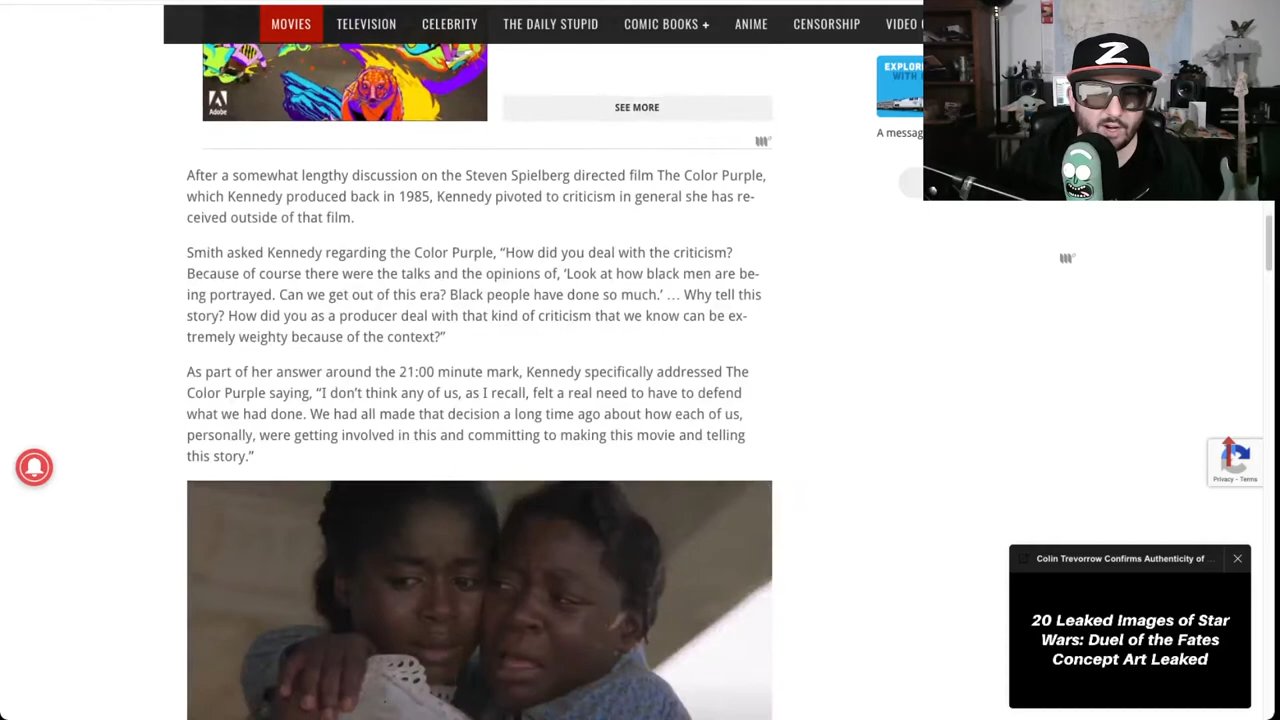 MOVIES TELEVISION CELEBRITY THE DAILY STUPID COMIC BOOKS + ANIME CENSORSHIP VIDEO
Z
Adobe
SEE MORE
EXPLORE
WITH
A messag
After a somewhat lengthy discussion on the Steven Spielberg directed film The Color Purple,
which Kennedy produced back in 1985, Kennedy pivoted to criticism in general she has re-
ceived outside of that film.
Smith asked Kennedy regarding the Color Purple, “How did you deal with the criticism?
Because of course there were the talks and the opinions of, ‘Look at how black men are be-
ing portrayed. Can we get out of this era? Black people have done so much.’ … Why tell this
story? How did you as a producer deal with that kind of criticism that we know can be ex-
tremely weighty because of the context?”
As part of her answer around the 21:00 minute mark, Kennedy specifically addressed The
Color Purple saying, “I don’t think any of us, as I recall, felt a real need to have to defend
what we had done. We had all made that decision a long time ago about how each of us,
personally, were getting involved in this and committing to making this movie and telling
this story.”
Privacy - Terms
Colin Trevorrow Confirms Authenticity of ...
20 Leaked Images of Star
Wars: Duel of the Fates
Concept Art Leaked